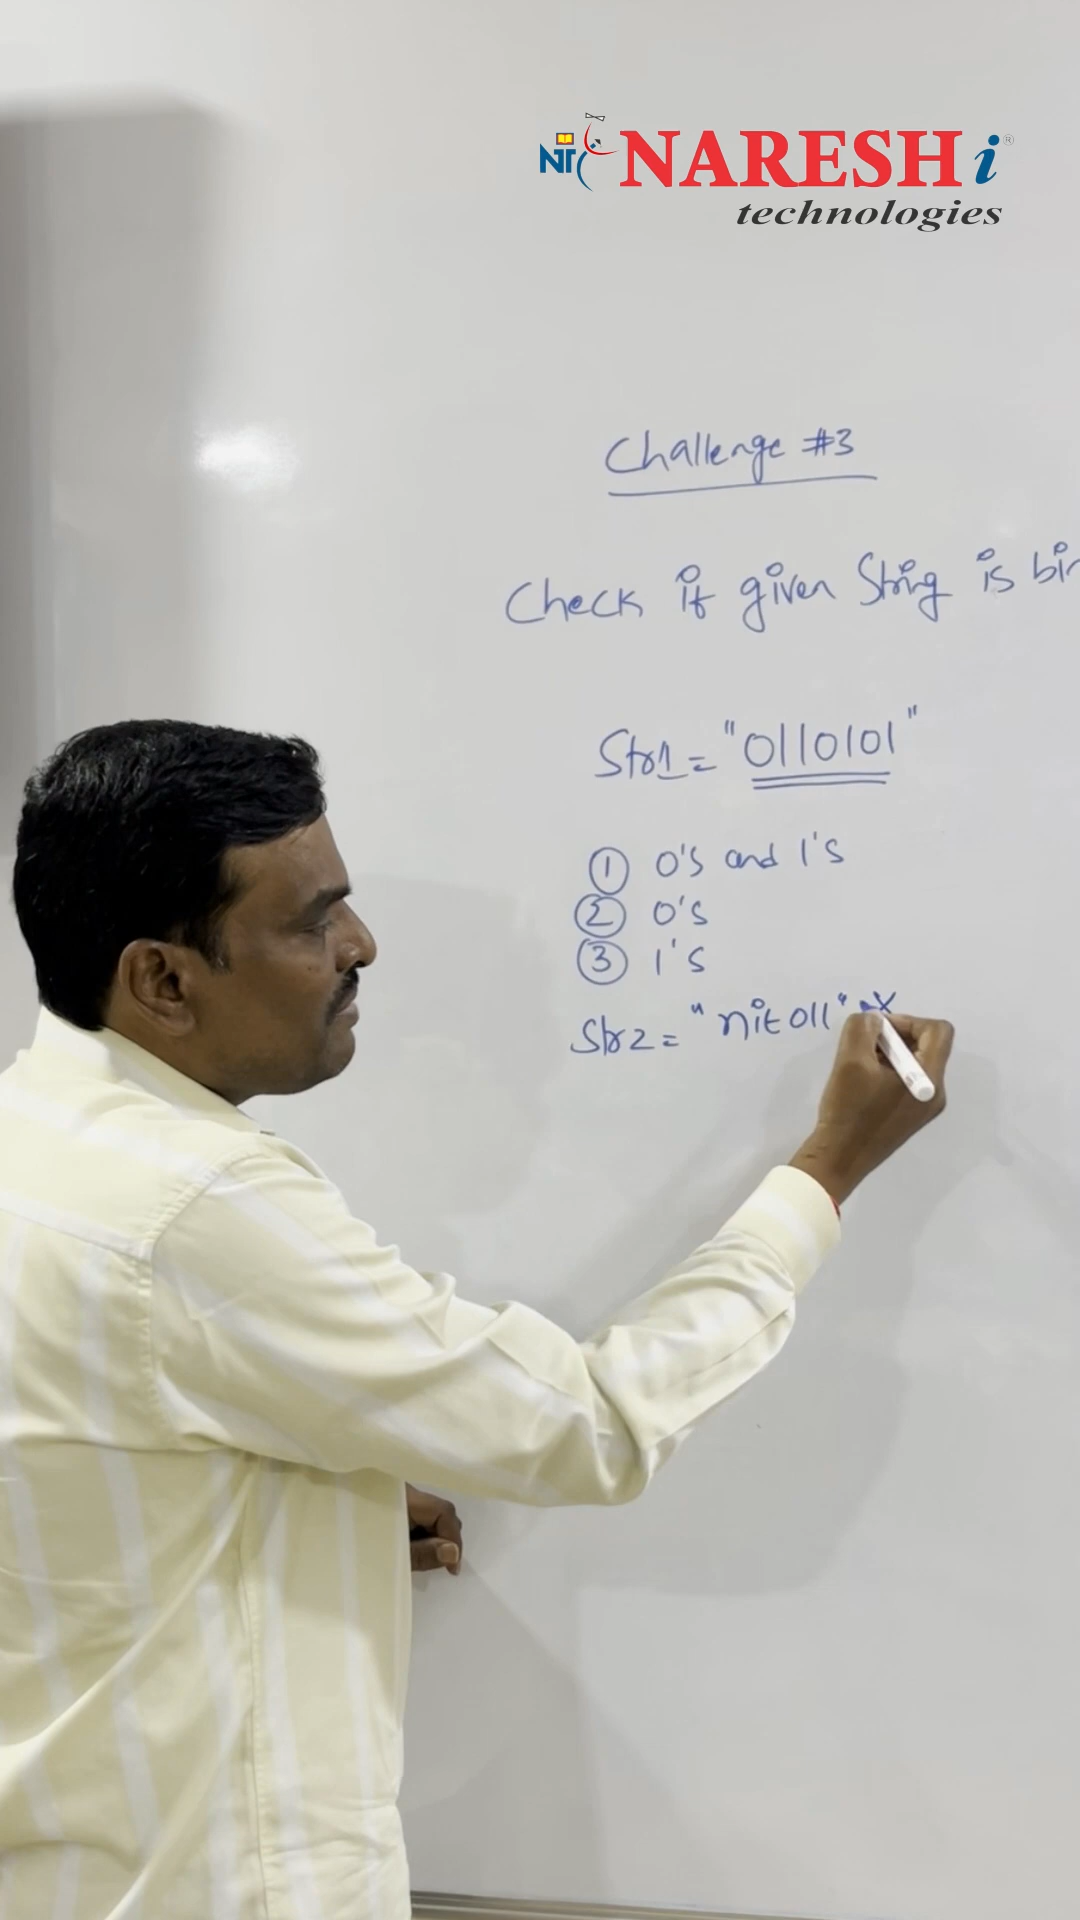 NT NARESH i ®
technologies
Challenge #3
Check if given String is bin
Str1 = "0110101"
① 0's and 1's
② 0's
③ 1's
Str2 = "nit011" X